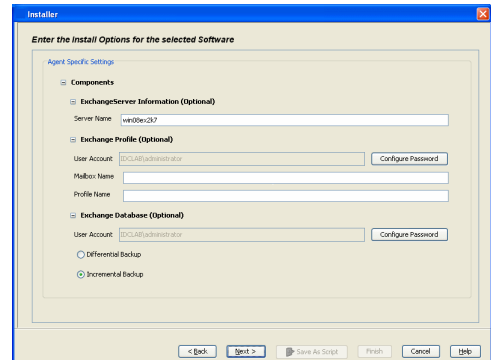 Installer
Enter the Install Options for the selected Software
Agent Specific Settings
Components
ExchangeServer Information (Optional)
Server Name win08ex2k7
Exchange Profile (Optional)
User Account IDCLAB\administrator Configure Password
Mailbox Name
Profile Name
Exchange Database (Optional)
User Account IDCLAB\administrator Configure Password
Differential Backup
Incremental Backup
< Back Next > Save As Script Finish Cancel Help